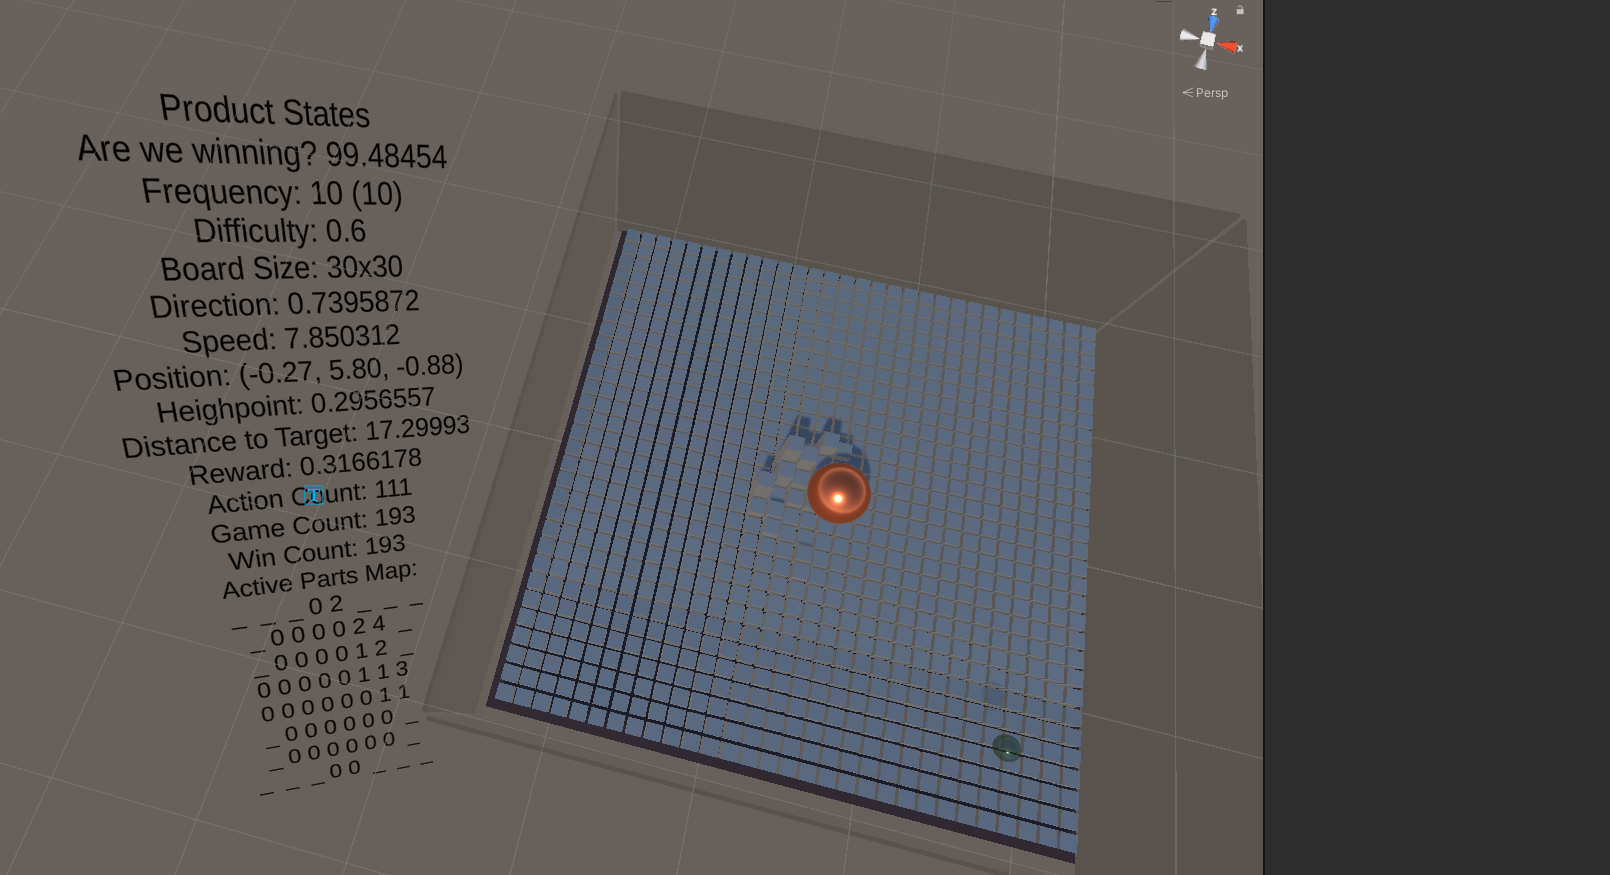 Product States
Are we winning? 99.48454
Frequency: 10 (10)
Difficulty: 0.6
Board Size: 30x30
Direction: 0.7395872
Speed: 7.850312
Position: (-0.27, 5.80, -0.88)
Heighpoint: 0.2956557
Distance to Target: 17.29993
Reward: 0.3166178
Action Count: 111
Game Count: 193
Win Count: 193
Active Parts Map:
_ _ _ 0 2 _ _ _
_ 0 0 0 0 2 4 _
_ 0 0 0 0 1 2 _
0 0 0 0 0 1 1 3
0 0 0 0 0 0 1 1
_ 0 0 0 0 0 0 _
_ 0 0 0 0 0 0 _
_ _ _ 0 0 _ _ _
z
x
< Persp